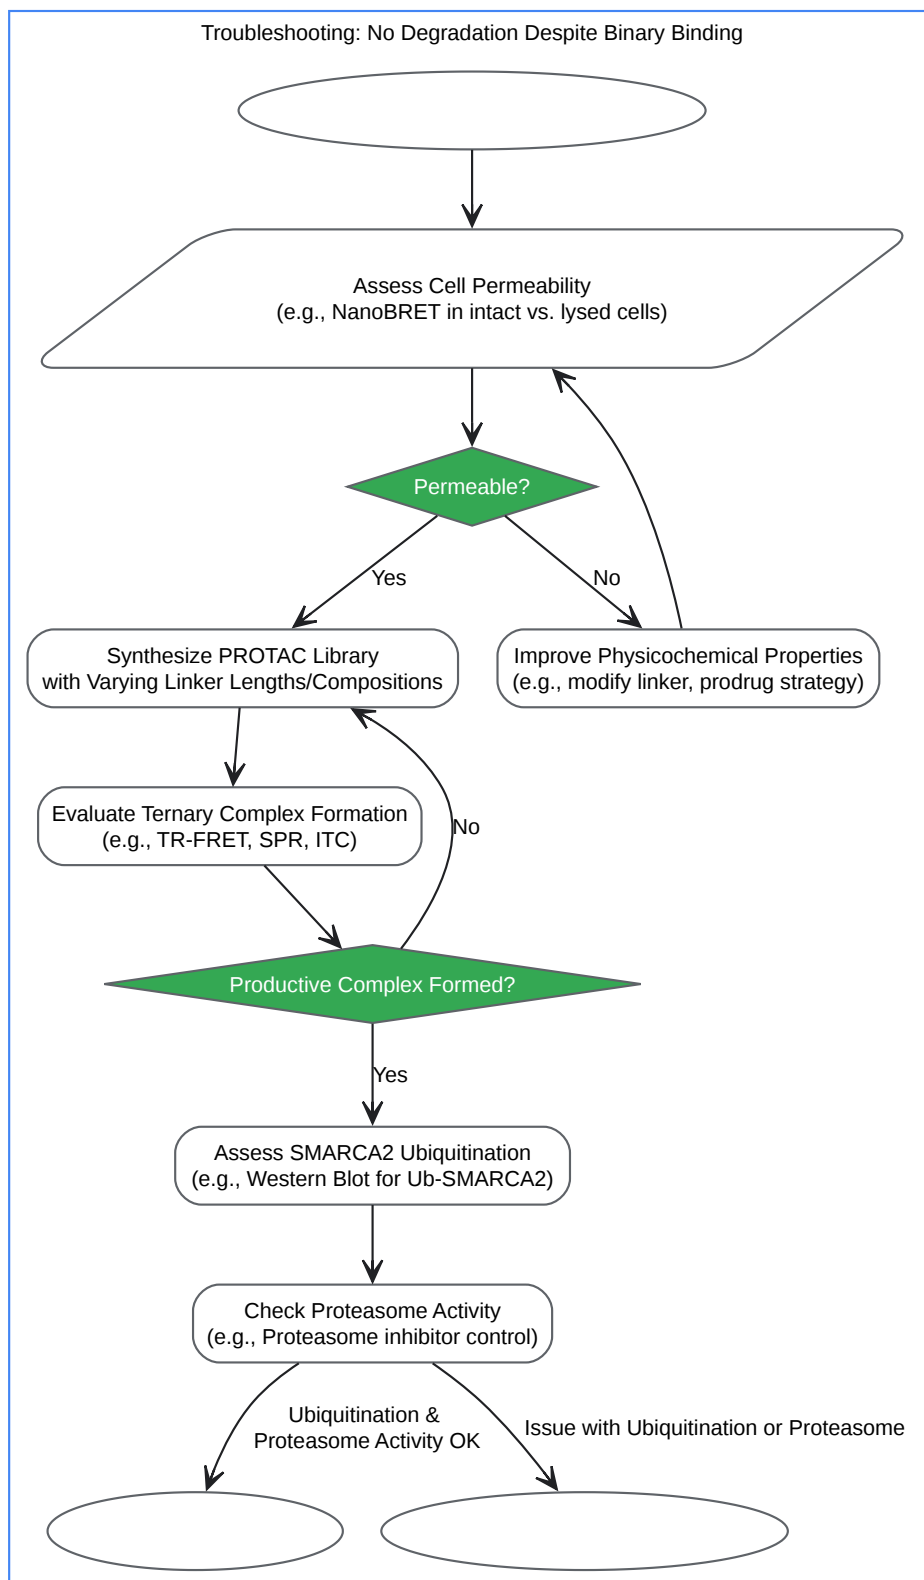 Troubleshooting: No Degradation Despite Binary Binding
Assess Cell Permeability
(e.g., NanoBRET in intact vs. lysed cells)
Permeable?
Yes
No
Synthesize PROTAC Library
with Varying Linker Lengths/Compositions
Improve Physicochemical Properties
(e.g., modify linker, prodrug strategy)
Evaluate Ternary Complex Formation
(e.g., TR-FRET, SPR, ITC)
No
Productive Complex Formed?
Yes
Assess SMARCA2 Ubiquitination
(e.g., Western Blot for Ub-SMARCA2)
Check Proteasome Activity
(e.g., Proteasome inhibitor control)
Ubiquitination &
Proteasome Activity OK
Issue with Ubiquitination or Proteasome